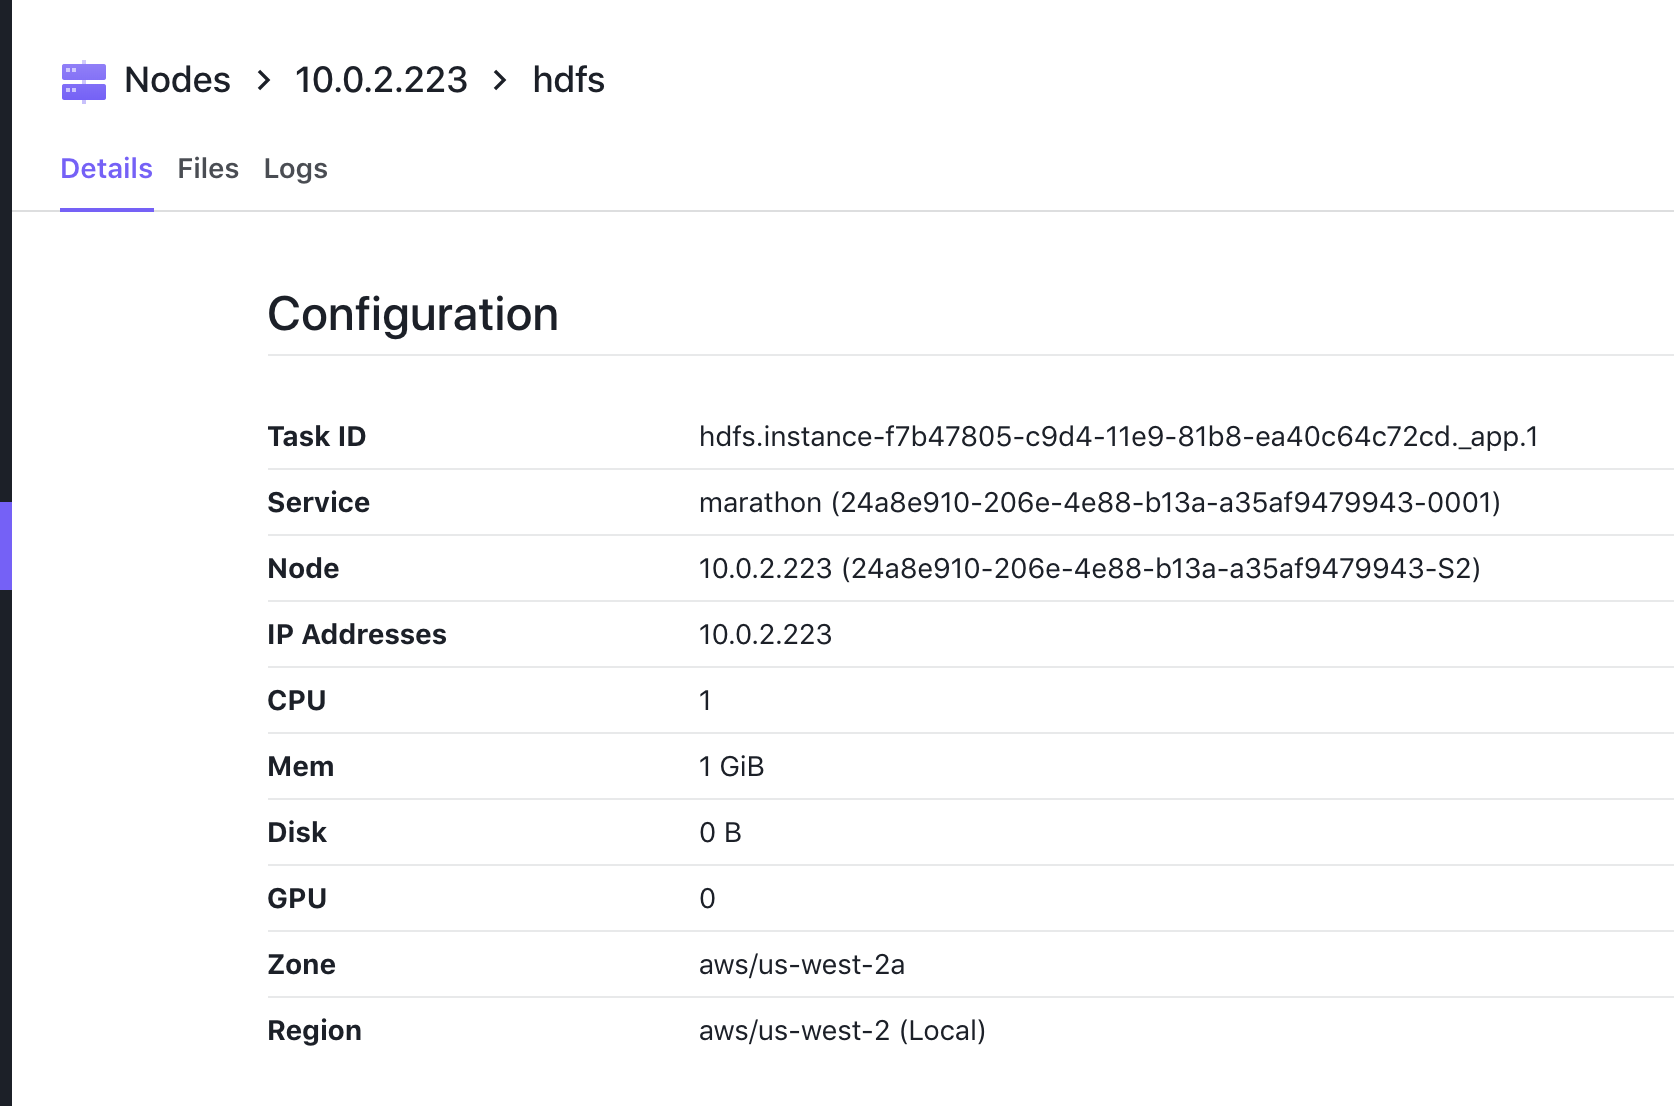 Nodes > 10.0.2.223 > hdfs
Details Files Logs
Configuration
Task ID hdfs.instance-f7b47805-c9d4-11e9-81b8-ea40c64c72cd._app.1
Service marathon (24a8e910-206e-4e88-b13a-a35af9479943-0001)
Node 10.0.2.223 (24a8e910-206e-4e88-b13a-a35af9479943-S2)
IP Addresses 10.0.2.223
CPU 1
Mem 1 GiB
Disk 0 B
GPU 0
Zone aws/us-west-2a
Region aws/us-west-2 (Local)